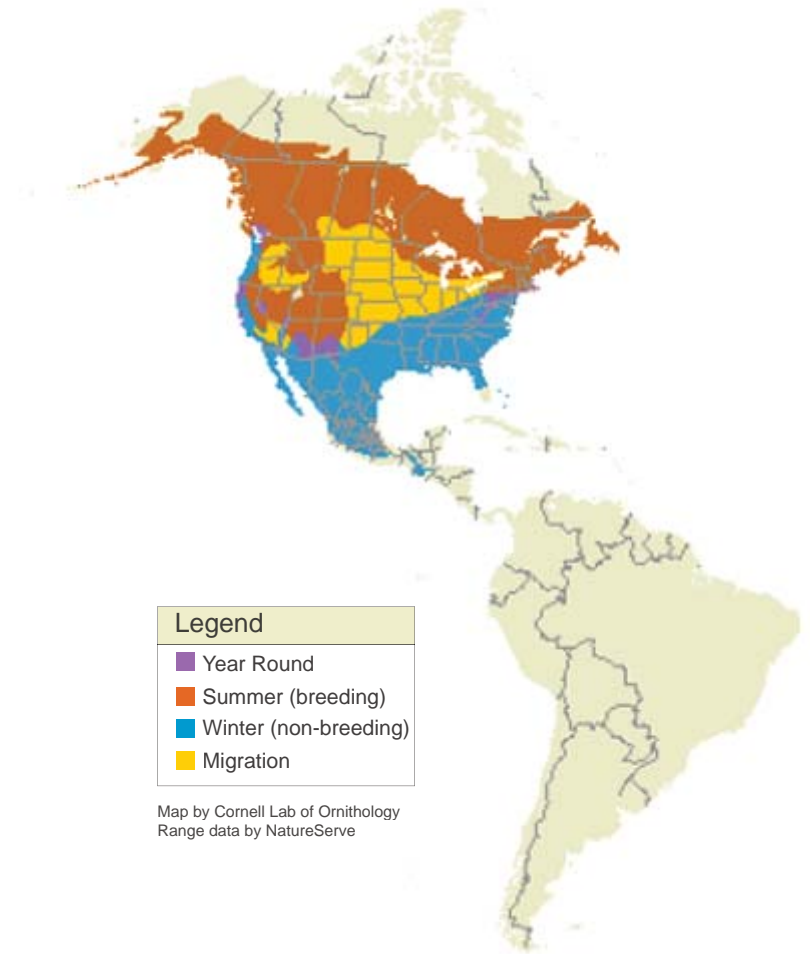 Legend
Year Round
Summer (breeding)
Winter (non-breeding)
Migration
Map by Cornell Lab of Ornithology
Range data by NatureServe